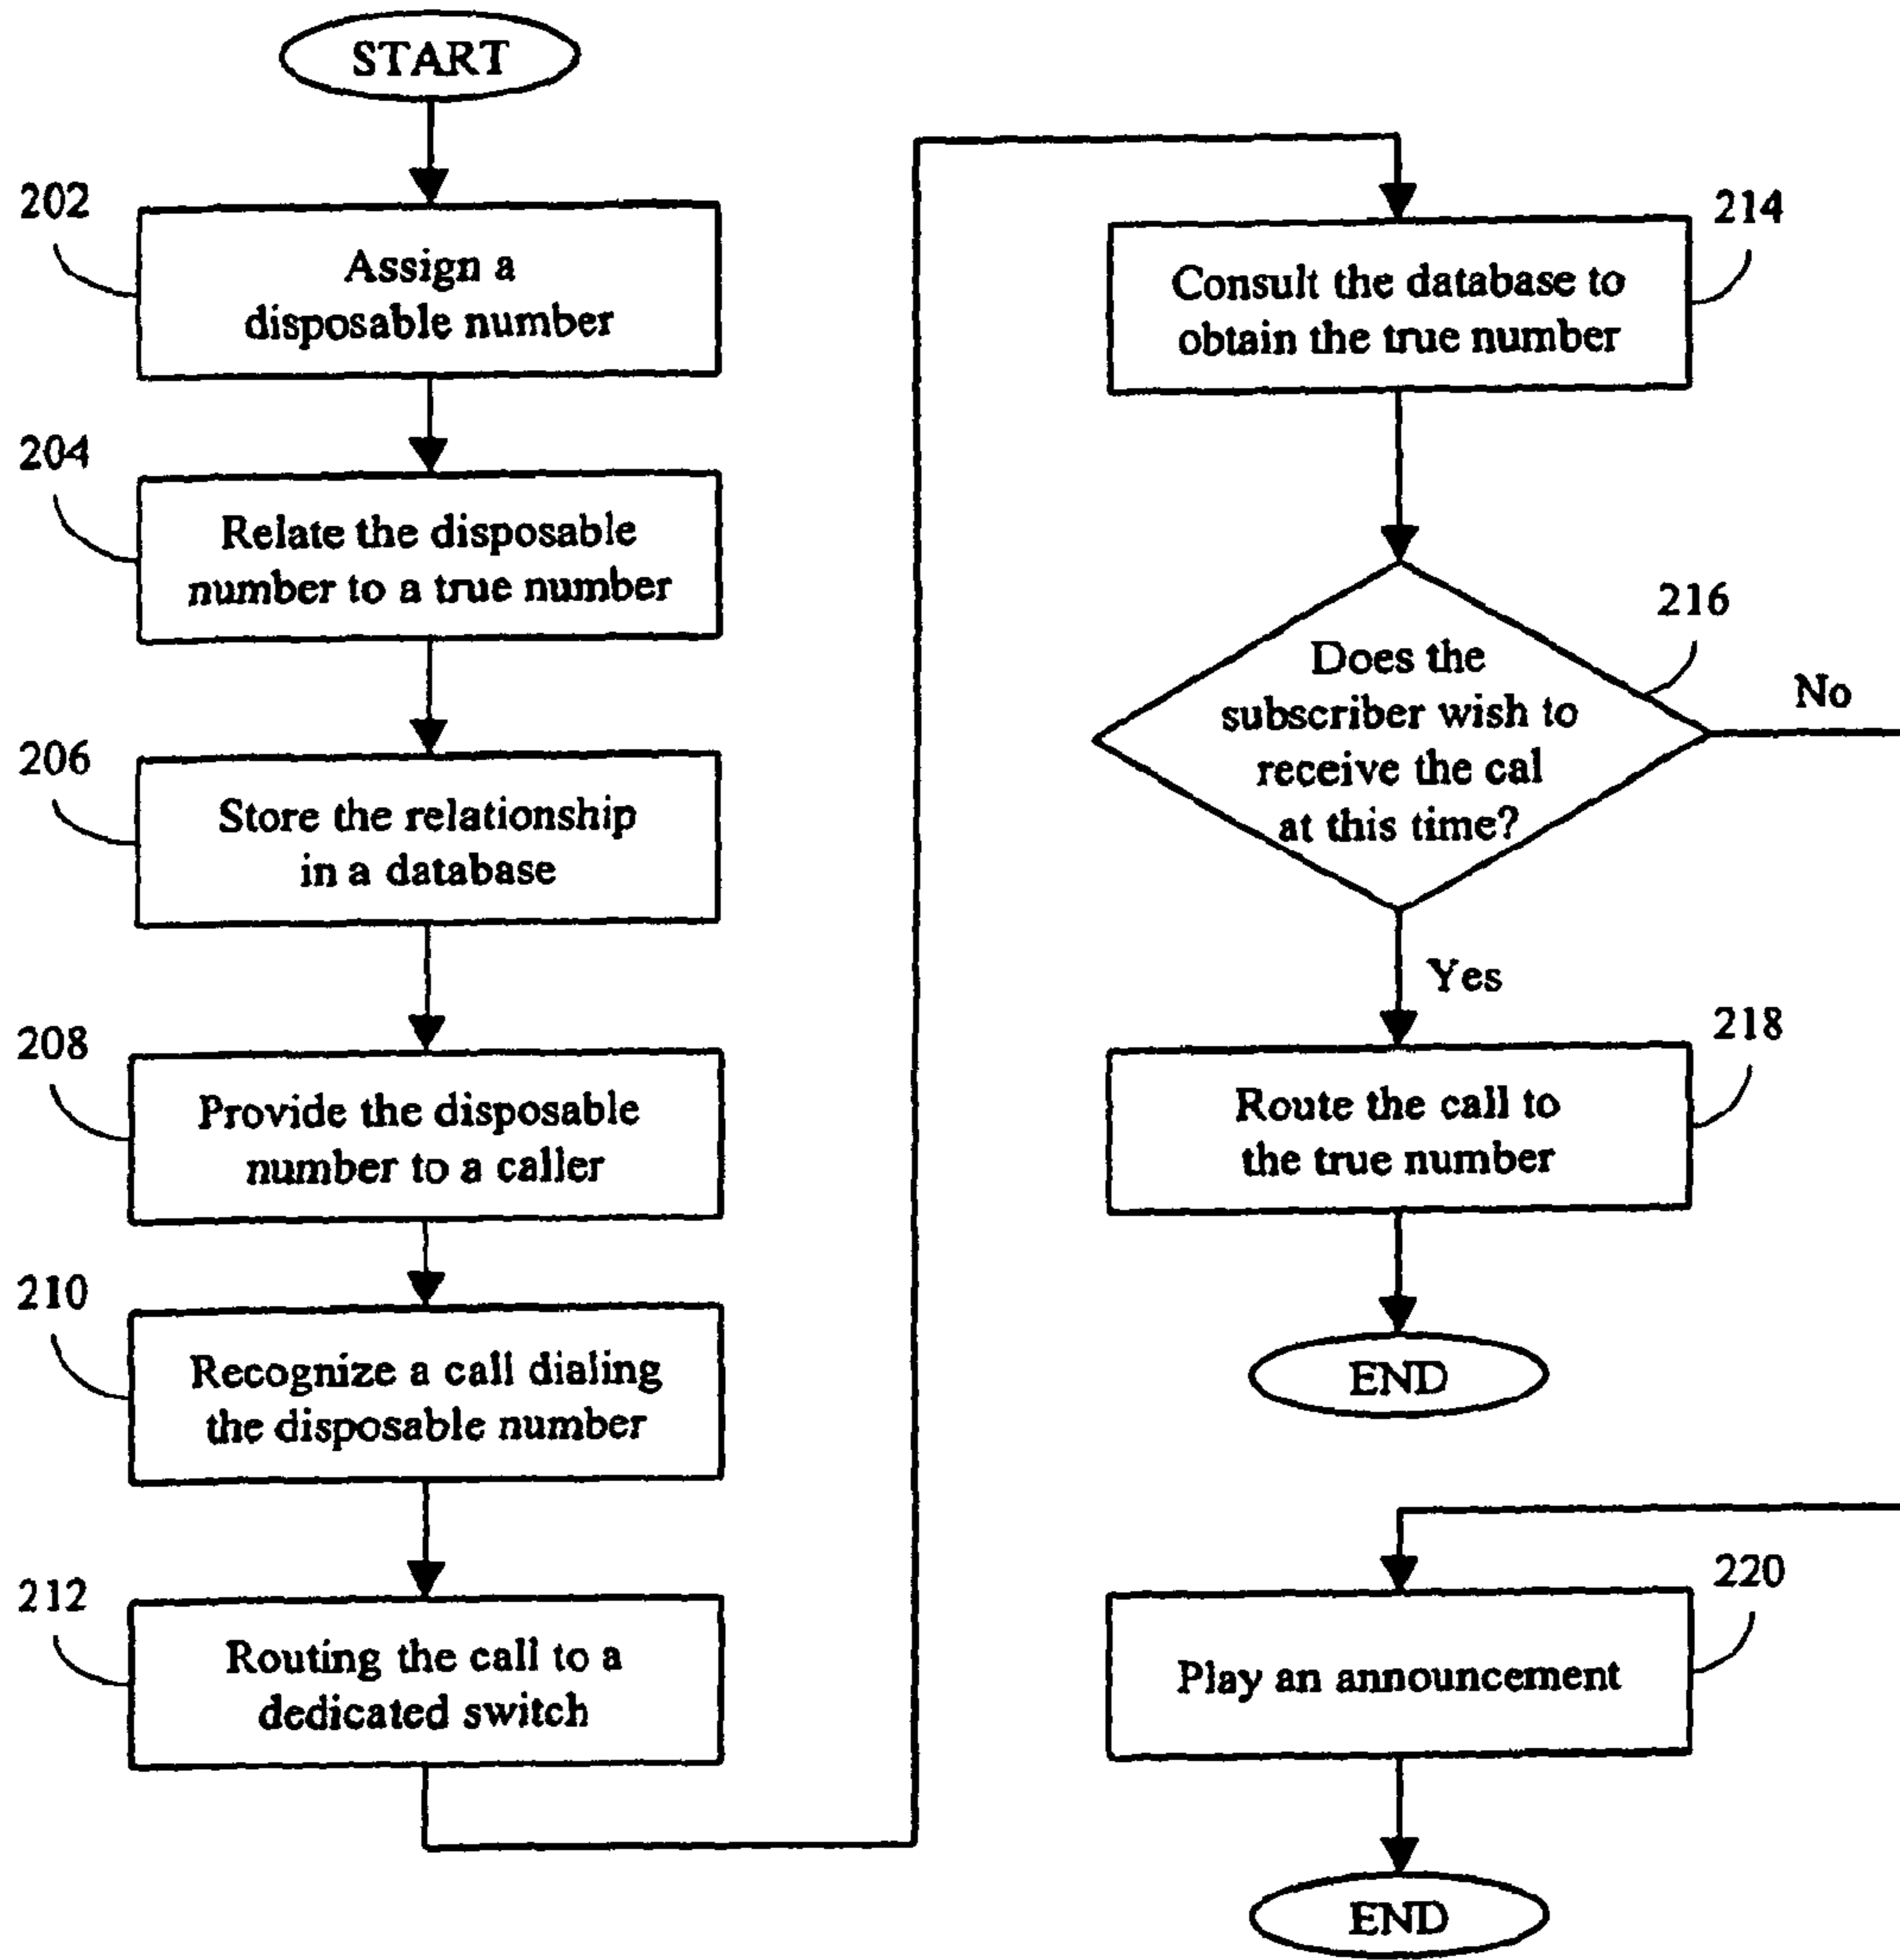 START
202
Assign a
disposable number
204
Relate the disposable
number to a true number
206
Store the relationship
in a database
208
Provide the disposable
number to a caller
210
Recognize a call dialing
the disposable number
212
Routing the call to a
dedicated switch
214
Consult the database to
obtain the true number
216
Does the
subscriber wish to
receive the cal
at this time?
No
Yes
218
Route the call to
the true number
END
220
Play an announcement
END